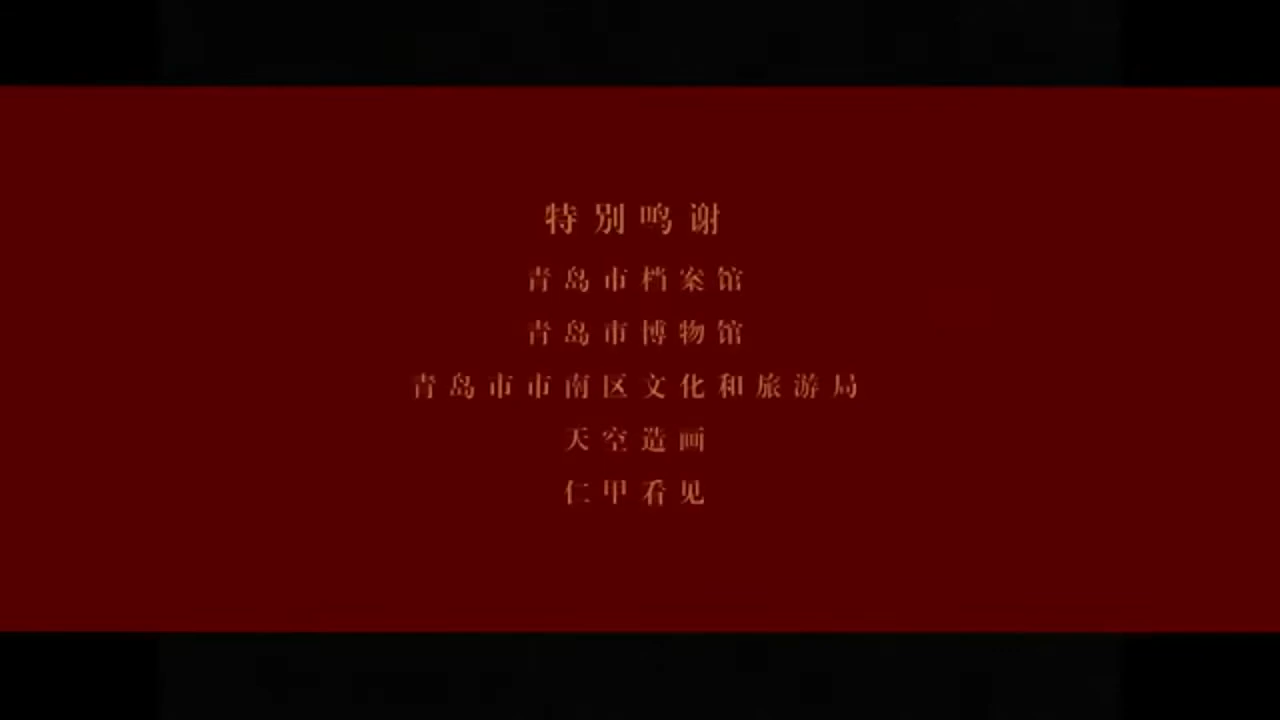 特别鸣谢
青岛市档案馆
青岛市博物馆
青岛市市南区文化和旅游局
天空造画
仁甲看见